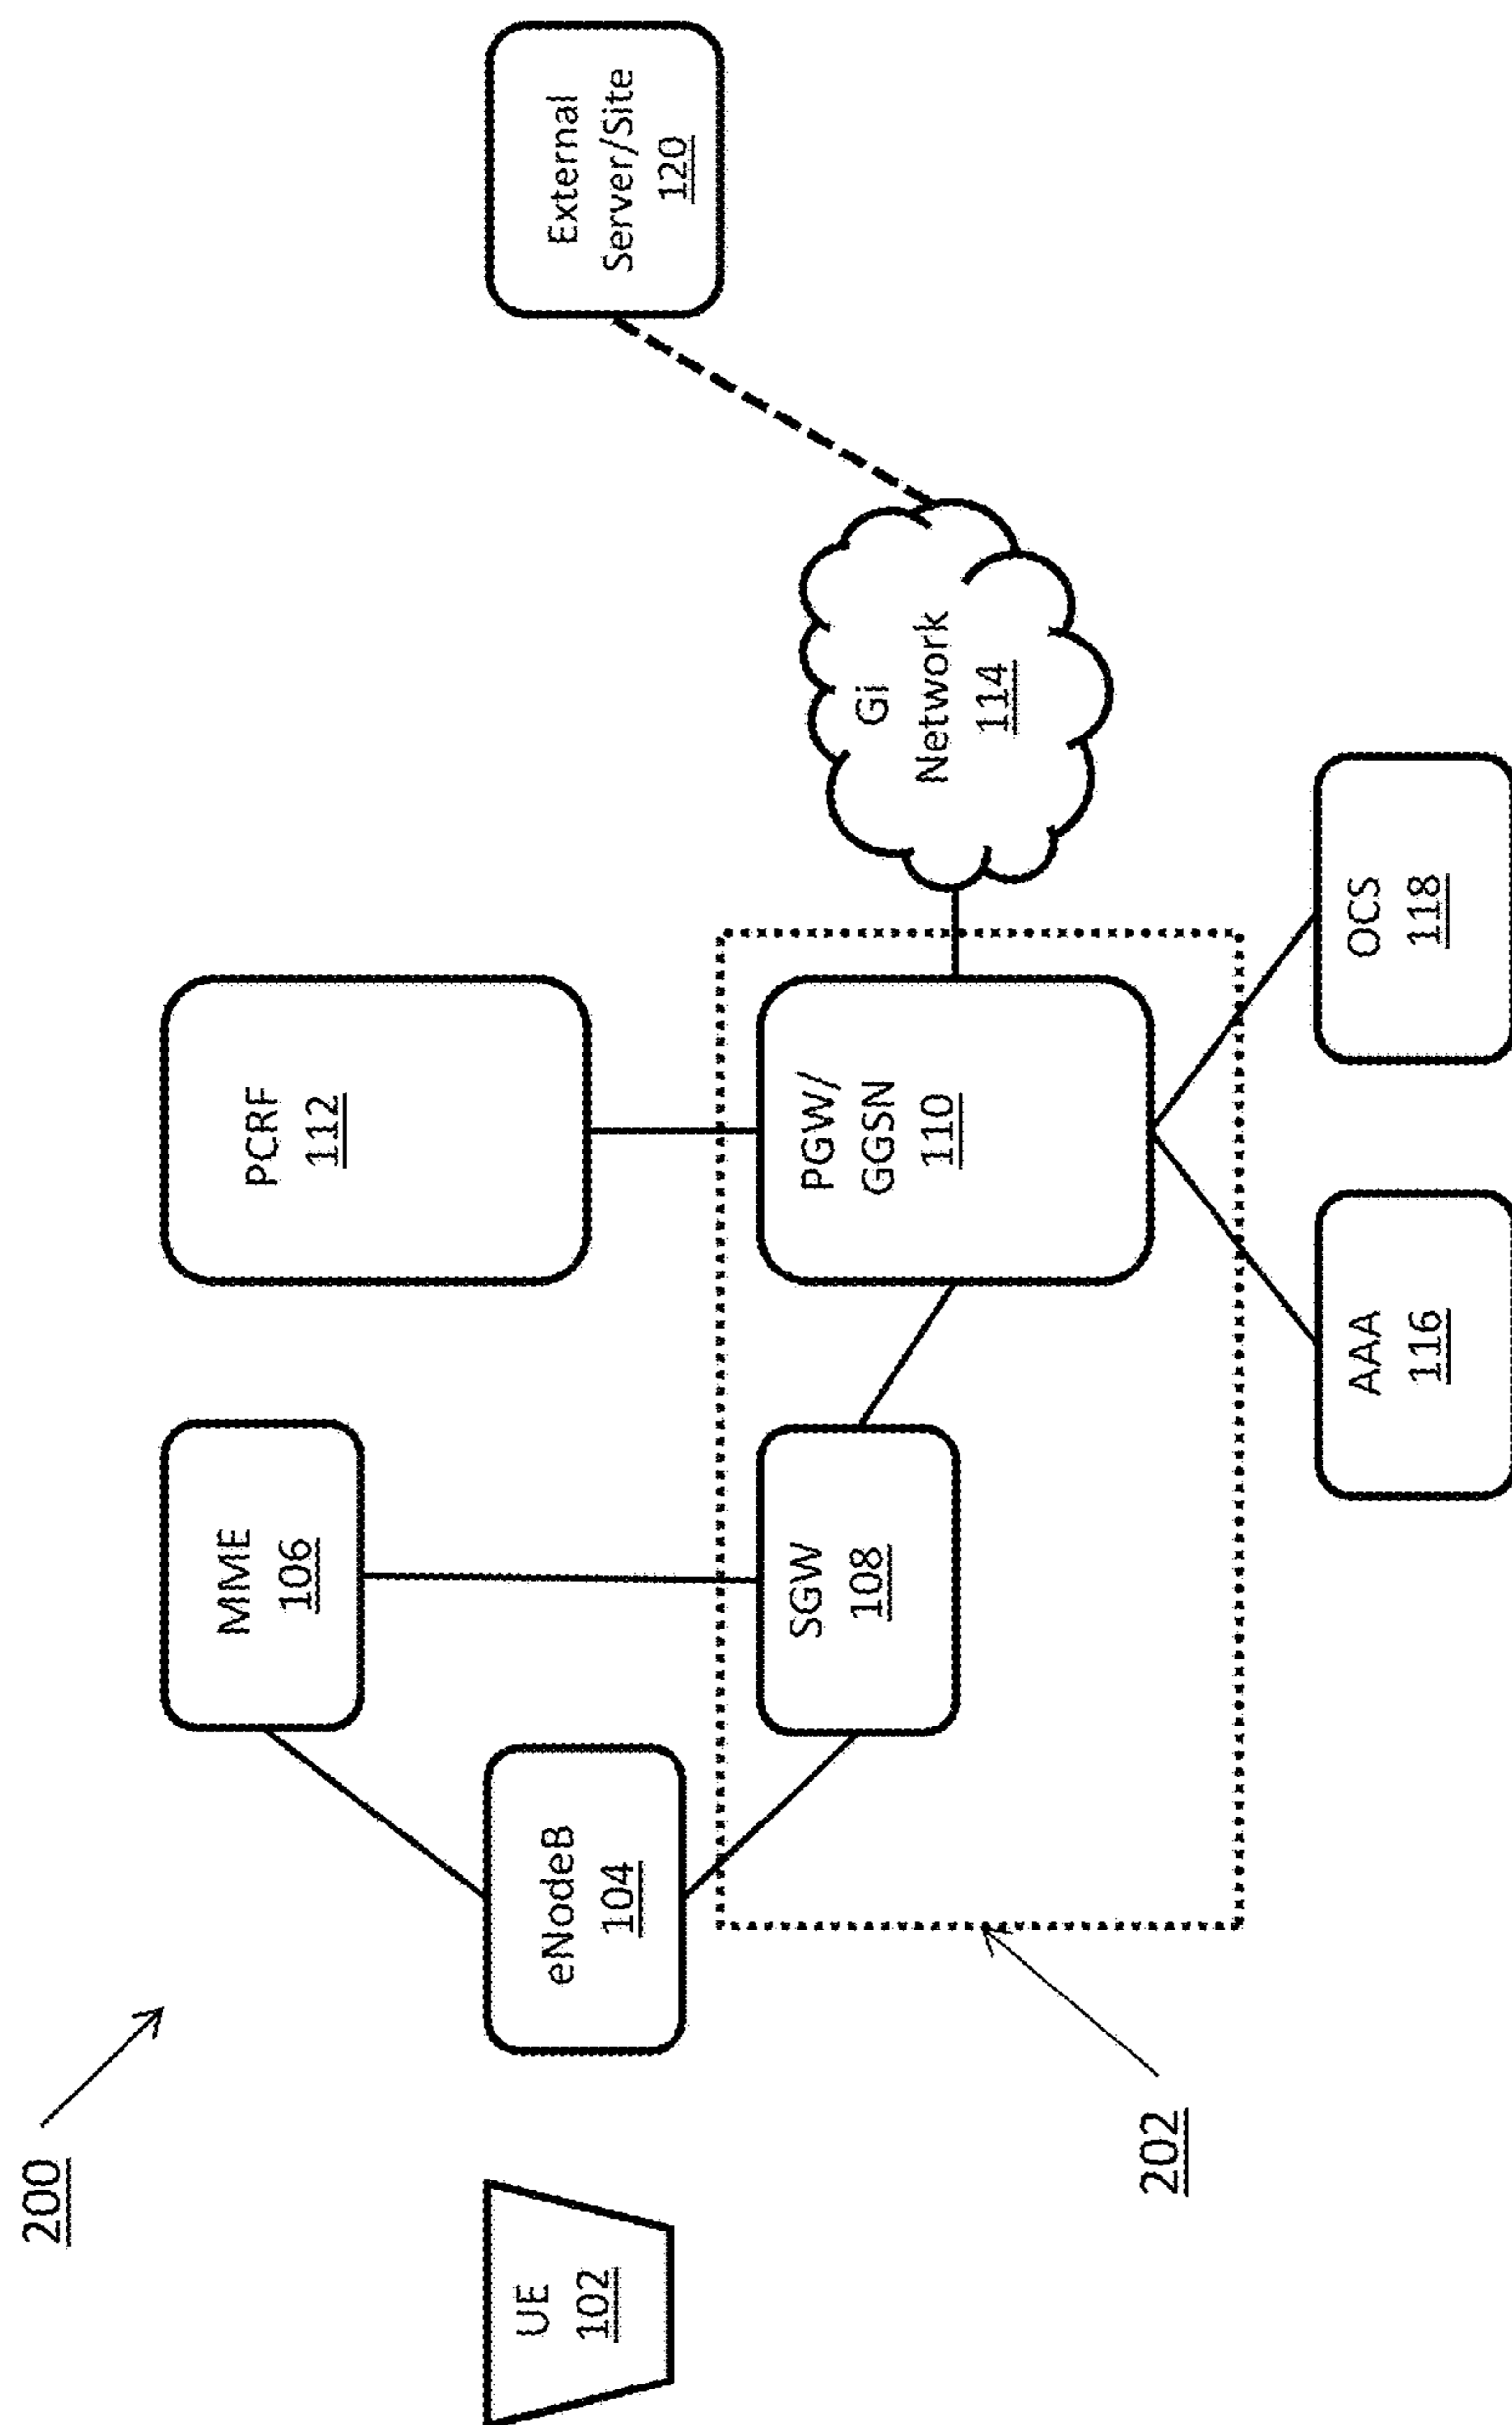 200
UE
102
eNodeB
104
MME
106
SGW
108
202
PCRF
112
PGW/
GGSN
110
AAA
116
OCS
118
Gi
Network
114
External
Server/Site
120